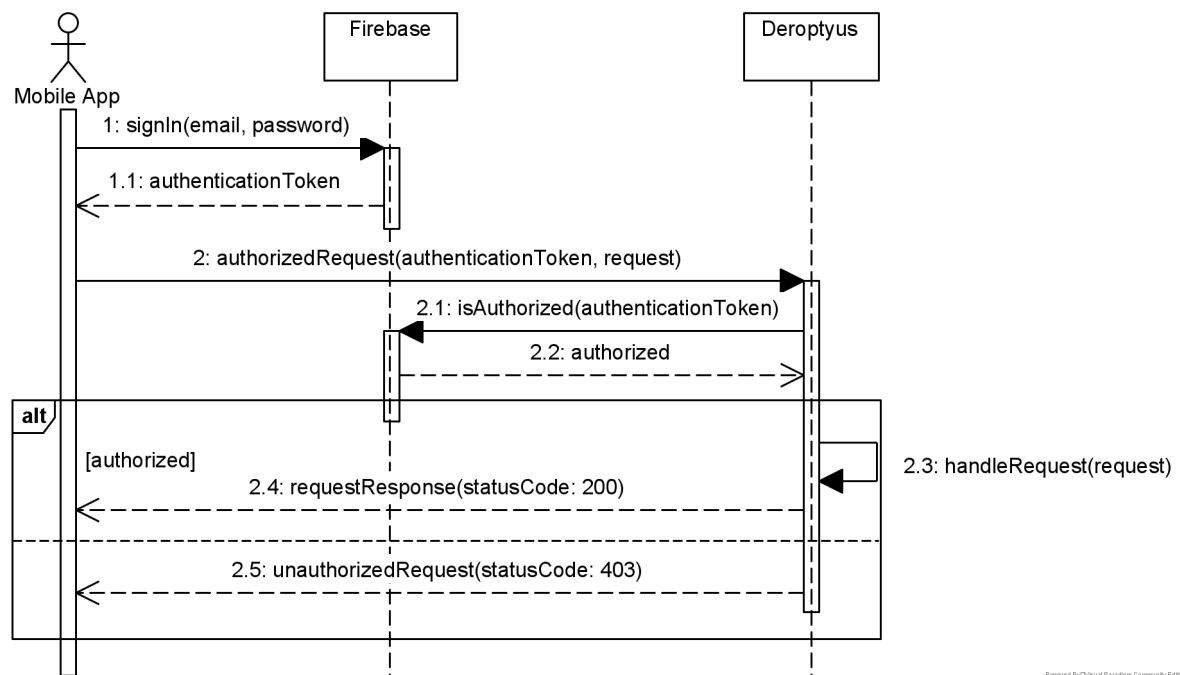 Firebase
Deroptyus
Mobile App
1: signIn(email, password)
1.1: authenticationToken
2: authorizedRequest(authenticationToken, request)
2.1: isAuthorized(authenticationToken)
2.2: authorized
alt
[authorized]
2.3: handleRequest(request)
2.4: requestResponse(statusCode: 200)
2.5: unauthorizedRequest(statusCode: 403)